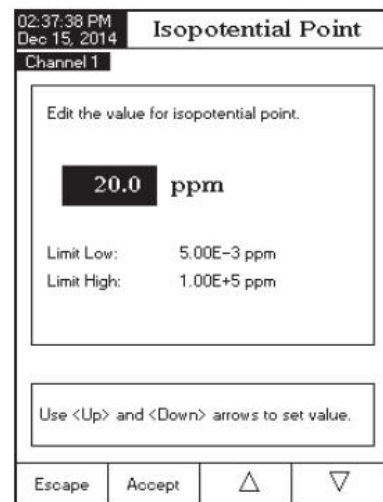 02:37:38 PM
Dec 15, 2014
Isopotential Point
Channel 1
Edit the value for isopotential point.
20.0 ppm
Limit Low: 5.00E-3 ppm
Limit High: 1.00E+5 ppm
Use <Up> and <Down> arrows to set value.
Escape Accept △ ▽